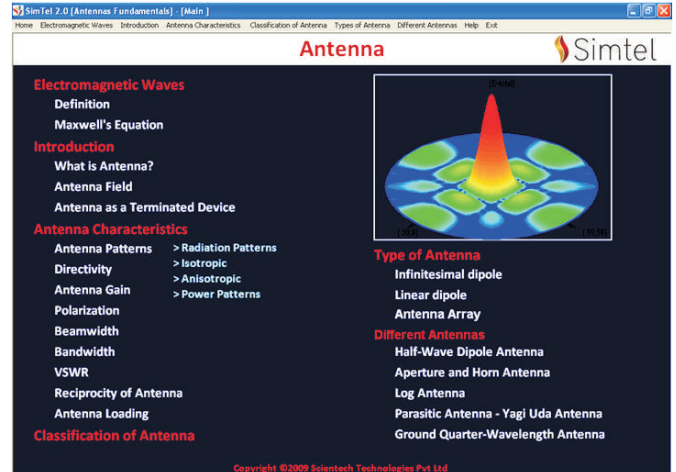 SimTel 2.0 [Antennas Fundamentals] - [Main ]
Home Electromagnetic Waves Introduction Antenna Characteristics Classification of Antenna Types of Antenna Different Antennas Help Exit
Antenna
Simtel
Electromagnetic Waves
Definition
Maxwell's Equation
Introduction
What is Antenna?
Antenna Field
Antenna as a Terminated Device
Antenna Characteristics
Antenna Patterns
> Radiation Patterns
> Isotropic
> Anisotropic
> Power Patterns
Directivity
Antenna Gain
Polarization
Beamwidth
Bandwidth
VSWR
Reciprocity of Antenna
Antenna Loading
Classification of Antenna
Type of Antenna
Infinitesimal dipole
Linear dipole
Antenna Array
Different Antennas
Half-Wave Dipole Antenna
Aperture and Horn Antenna
Log Antenna
Parasitic Antenna - Yagi Uda Antenna
Ground Quarter-Wavelength Antenna
Copyright ©2009 Scientech Technologies Pvt Ltd